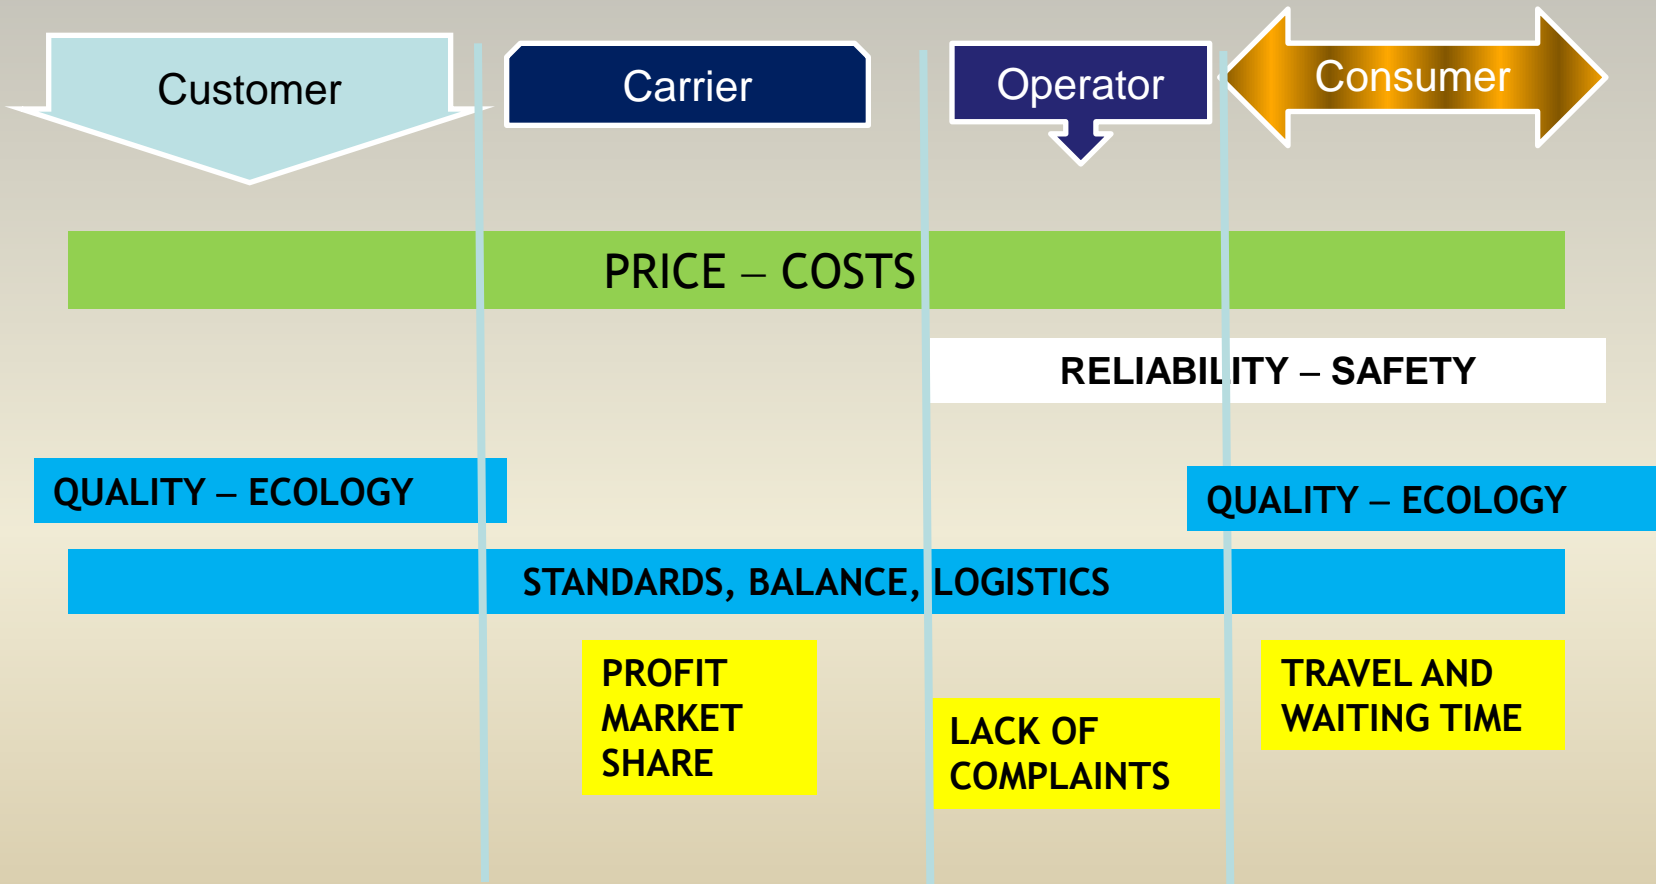 Customer
Carrier
Operator
Consumer
PRICE – COSTS
RELIABILITY – SAFETY
QUALITY – ECOLOGY
QUALITY – ECOLOGY
STANDARDS, BALANCE, LOGISTICS
PROFIT
MARKET
SHARE
LACK OF
COMPLAINTS
TRAVEL AND
WAITING TIME